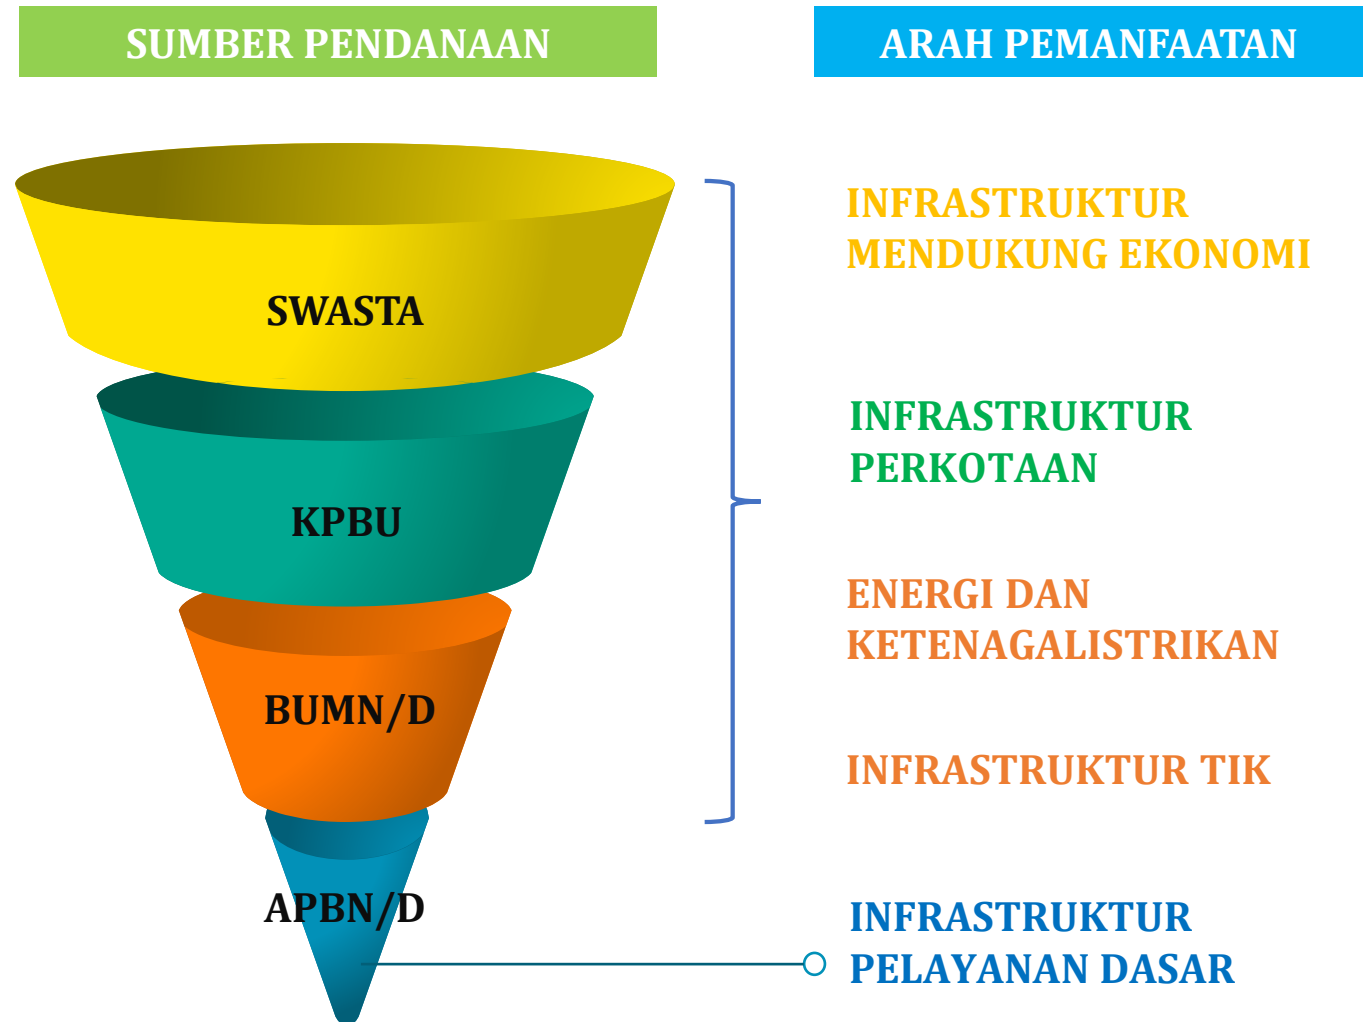 SUMBER PENDANAAN
ARAH PEMANFAATAN
SWASTA
KPBU
BUMN/D
APBN/D
INFRASTRUKTUR
MENDUKUNG EKONOMI
INFRASTRUKTUR
PERKOTAAN
ENERGI DAN
KETENAGALISTRIKAN
INFRASTRUKTUR TIK
INFRASTRUKTUR
PELAYANAN DASAR